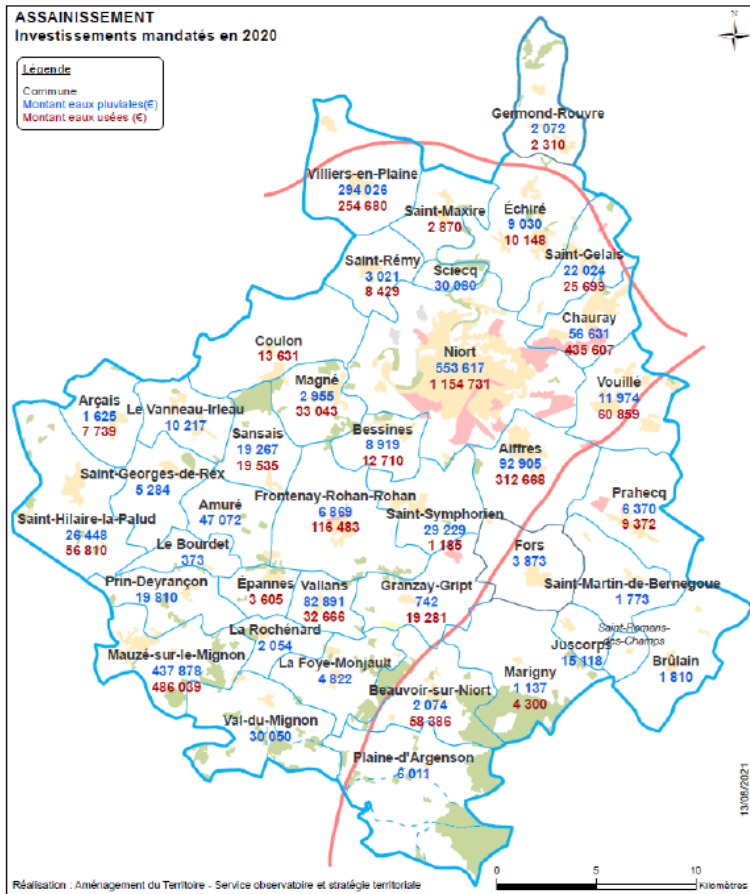 ASSAINISSEMENT
Investissements mandatés en 2020
N
Légende
Commune
Montant eaux pluviales(€)
Montant eaux usées (€)
Germond-Rouvre
2 072
2 310
Villiers-en-Plaine
294 026
254 680
Saint-Maxire
2 870
Échiré
9 030
10 148
Saint-Gelais
22 024
25 699
Saint-Rémy
3 021
8 429
Sciecq
30 060
Chauray
56 631
435 607
Coulon
13 631
Niort
553 617
1 154 731
Magné
2 955
33 043
Vouillé
11 974
60 859
Arçais
1 625
7 739
Le Vanneau-Irleau
10 217
Sansais
19 267
19 535
Bessines
8 919
12 710
Aiffres
92 905
312 668
Saint-Georges-de-Rex
5 284
Amuré
47 072
Frontenay-Rohan-Rohan
6 869
116 483
Saint-Symphorien
29 229
1 185
Prahecq
6 370
9 372
Saint-Hilaire-la-Palud
26 448
56 810
Le Bourdet
373
Fors
3 873
Prin-Deyrançon
19 810
Épannes
3 605
Vallans
82 891
32 666
Granzay-Gript
742
19 281
Saint-Martin-de-Bernegoue
1 773
La Rochénard
2 054
Saint-Romans-
des-Champs
Mauzé-sur-le-Mignon
437 878
486 039
La Foye-Monjault
4 822
Juscorps
15 118
Brûlain
1 810
Beauvoir-sur-Niort
2 074
58 386
Marigny
1 137
4 300
Val-du-Mignon
30 050
Plaine-d'Argenson
6 011
13/08/2021
0 5 10
Kilomètres
Réalisation : Aménagement du Territoire - Service observatoire et stratégie territoriale